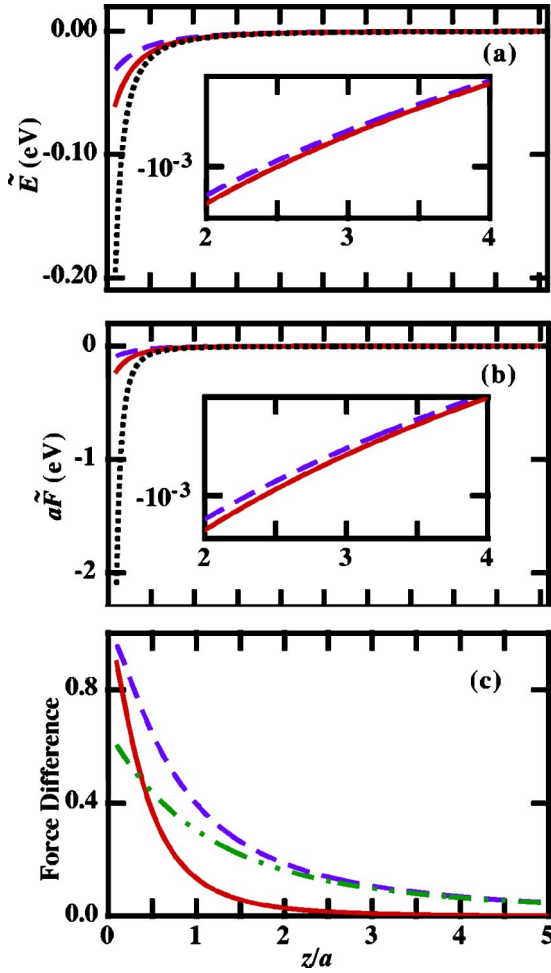 0.00
(a)
Ẽ (eV)
-0.10
-10⁻³
2 3 4
-0.20
0
(b)
aF̃ (eV)
-1
-10⁻³
2 3 4
-2
(c)
0.8
Force Difference
0.4
0.0
0 1 2 3 4 5
z/a